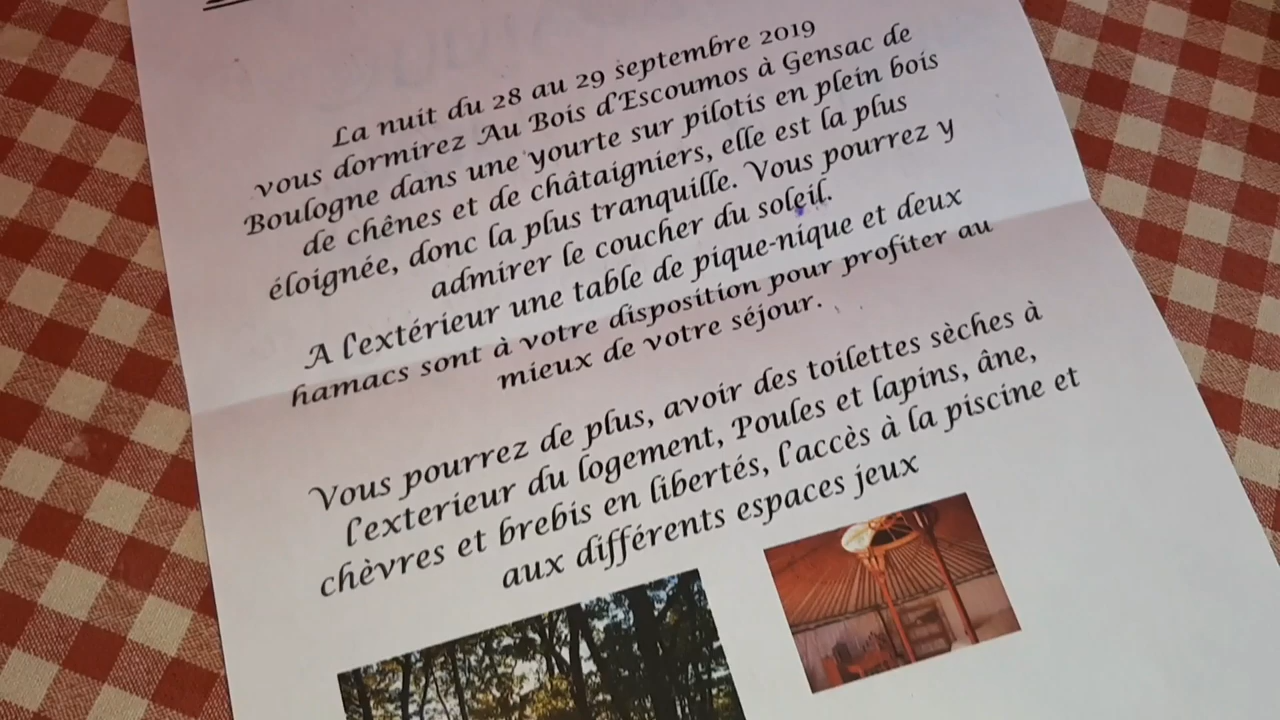 La nuit du 28 au 29 septembre 2019
vous dormirez Au Bois d'Escoumos à Gensac de
Boulogne dans une yourte sur pilotis en plein bois
de chênes et de châtaigniers, elle est la plus
éloignée, donc la plus tranquille. Vous pourrez y
admirer le coucher du soleil.
A l'extérieur une table de pique-nique et deux
hamacs sont à votre disposition pour profiter au
mieux de votre séjour.
Vous pourrez de plus, avoir des toilettes sèches à
l'exterieur du logement, Poules et lapins, âne,
chèvres et brebis en libertés, l'accès à la piscine et
aux différents espaces jeux